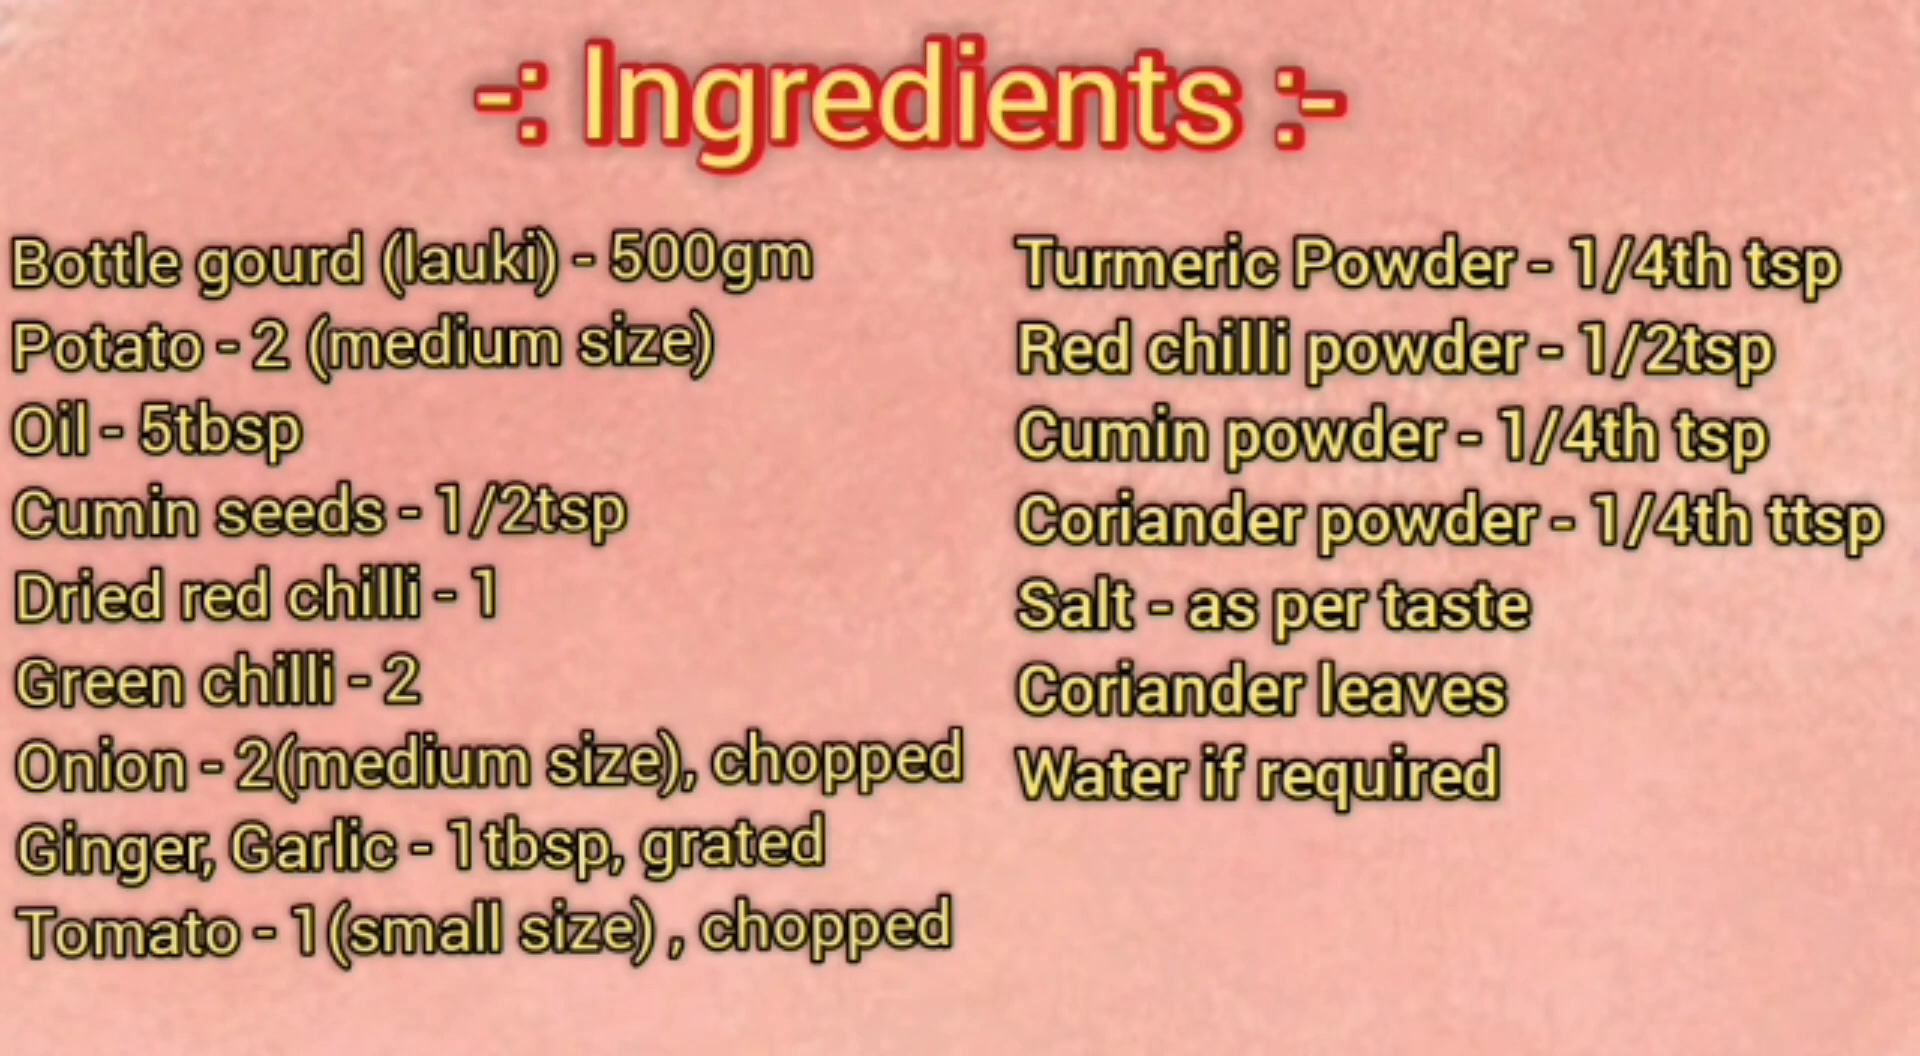 -: Ingredients :-
Bottle gourd (lauki) - 500gm
Potato - 2 (medium size)
Oil - 5tbsp
Cumin seeds - 1/2tsp
Dried red chilli - 1
Green chilli - 2
Onion - 2(medium size), chopped
Ginger, Garlic - 1tbsp, grated
Tomato - 1(small size) , chopped
Turmeric Powder - 1/4th tsp
Red chilli powder - 1/2tsp
Cumin powder - 1/4th tsp
Coriander powder - 1/4th ttsp
Salt - as per taste
Coriander leaves
Water if required